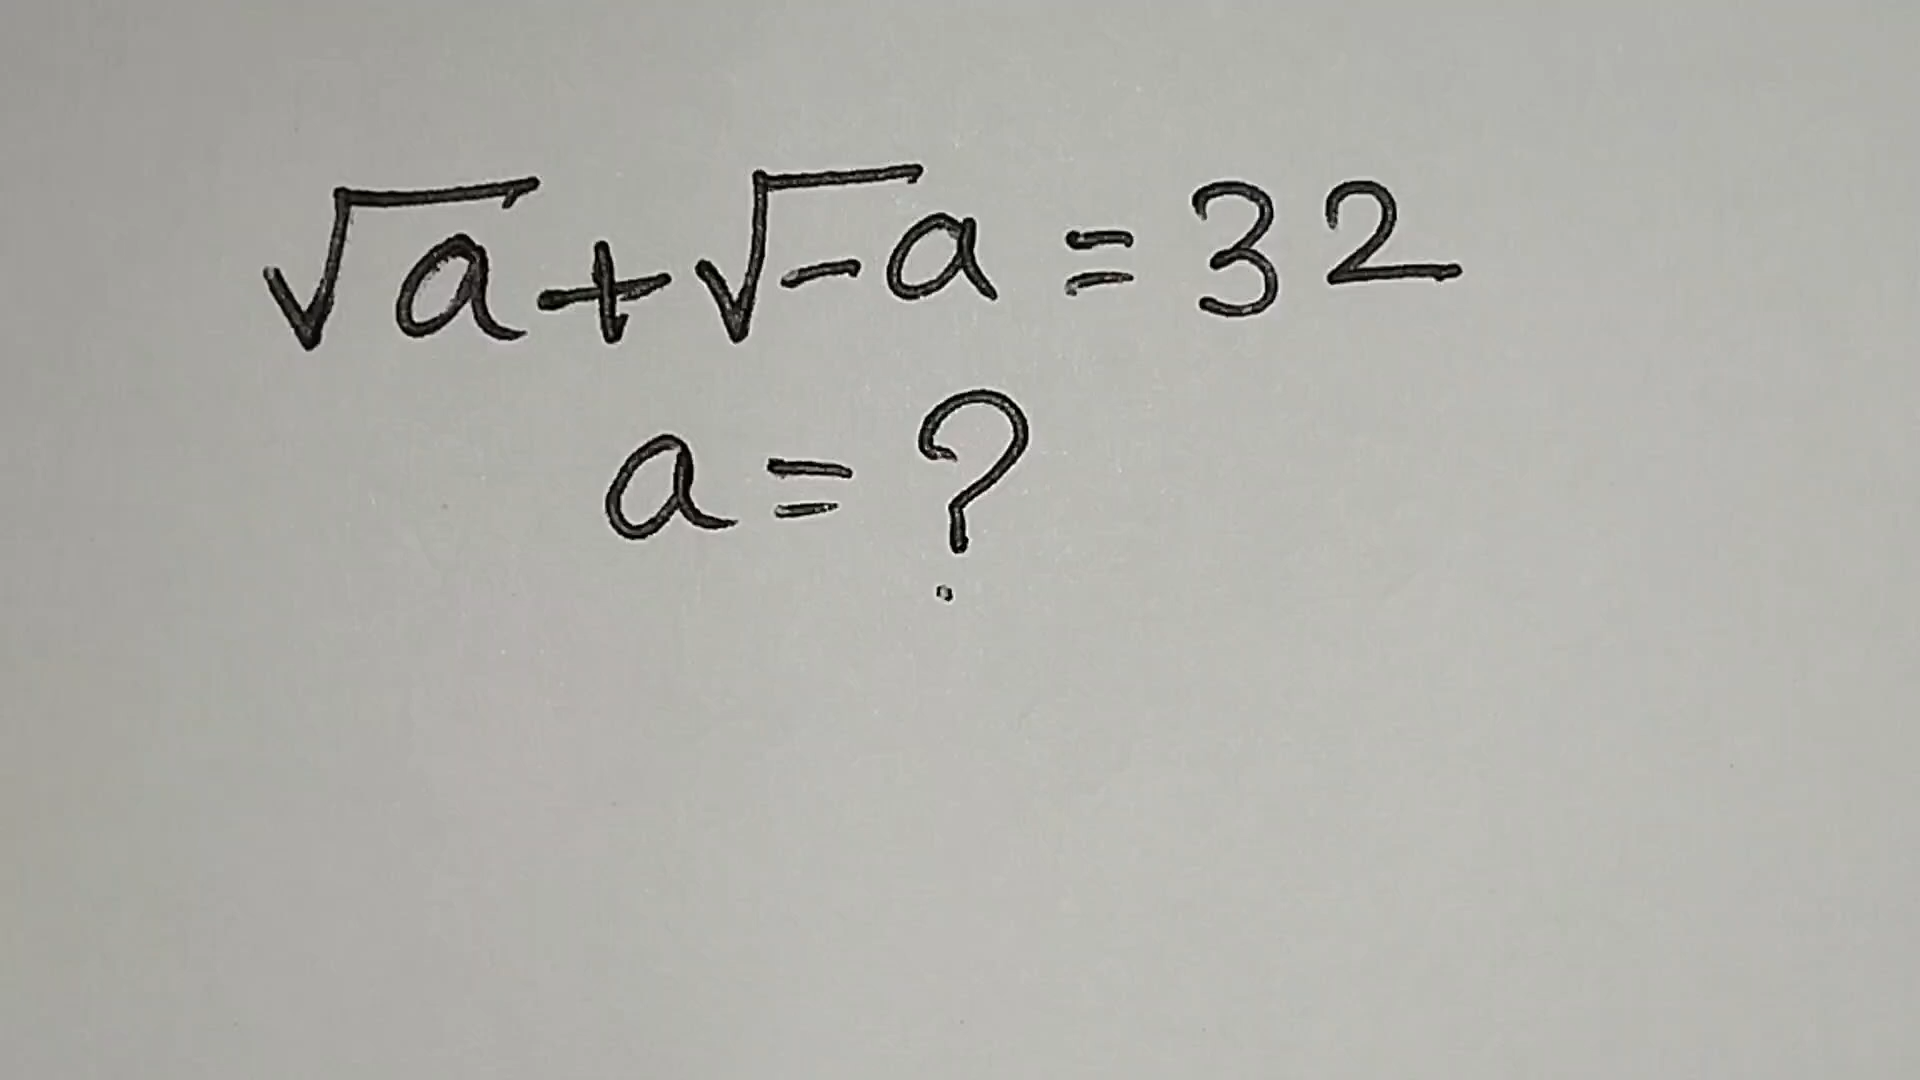 √a + √-a = 32
a = ?